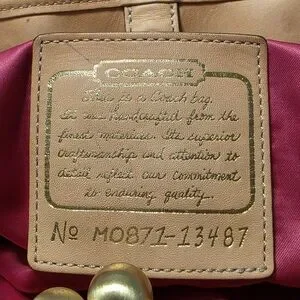 COACH
This is a Coach bag.
It was handcrafted from the
finest materials. The superior
craftsmanship and attention to
detail reflect our commitment
to enduring quality.
No M0871-13487